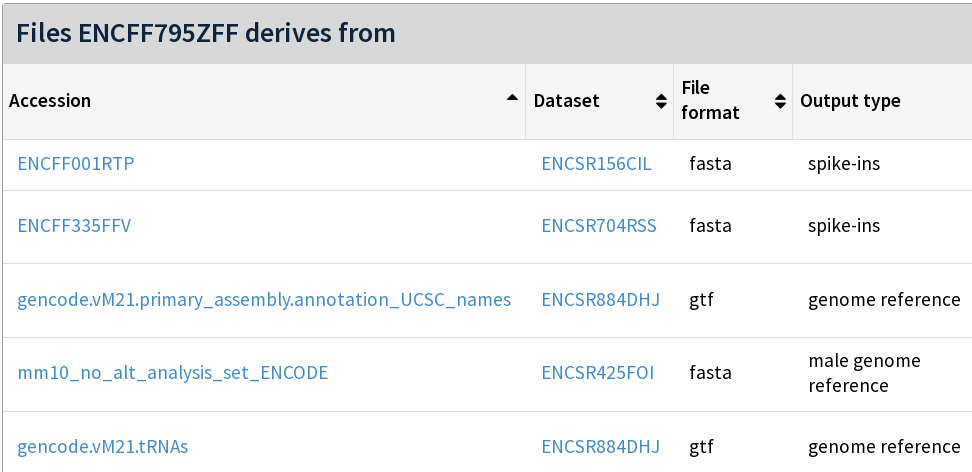 Files ENCFF795ZFF derives from
Accession Dataset File format Output type
ENCFF001RTP ENCSR156CIL fasta spike-ins
ENCFF335FFV ENCSR704RSS fasta spike-ins
gencode.vM21.primary_assembly.annotation_UCSC_names ENCSR884DHJ gtf genome reference
mm10_no_alt_analysis_set_ENCODE ENCSR425FOI fasta male genome reference
gencode.vM21.tRNAs ENCSR884DHJ gtf genome reference